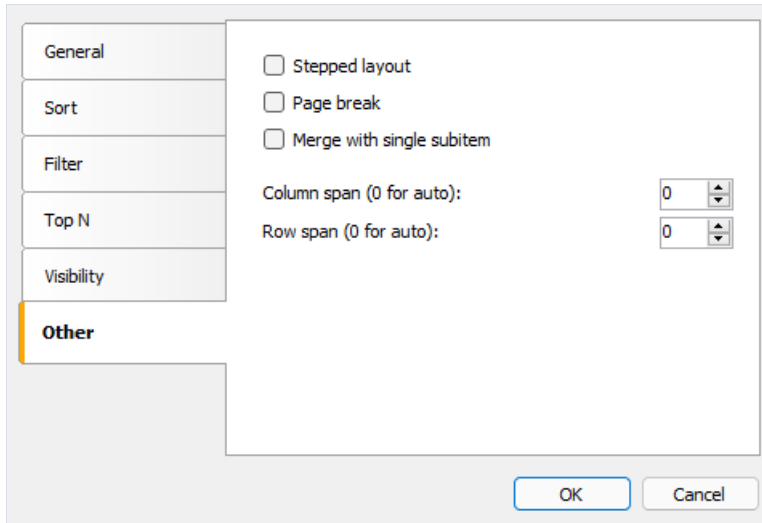 General
Sort
Filter
Top N
Visibility
Other
Stepped layout
Page break
Merge with single subitem
Column span (0 for auto): 0
Row span (0 for auto): 0
OK Cancel